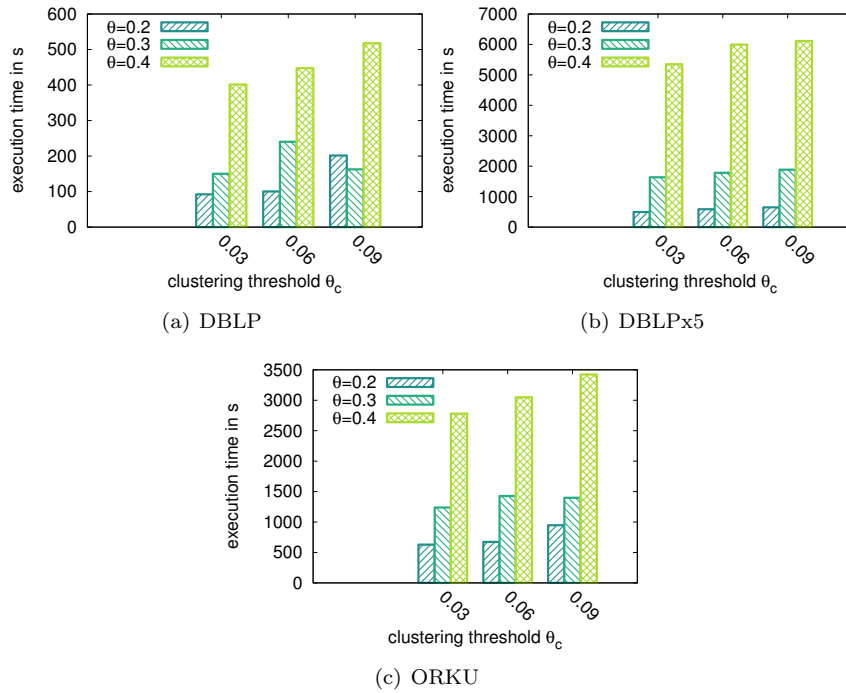 600
500
400
300
200
100
0
execution time in s
θ=0.2
θ=0.3
θ=0.4
0.03
0.06
0.09
clustering threshold θc
(a) DBLP
7000
6000
5000
4000
3000
2000
1000
0
execution time in s
θ=0.2
θ=0.3
θ=0.4
0.03
0.06
0.09
clustering threshold θc
(b) DBLPx5
3500
3000
2500
2000
1500
1000
500
0
execution time in s
θ=0.2
θ=0.3
θ=0.4
0.03
0.06
0.09
clustering threshold θc
(c) ORKU